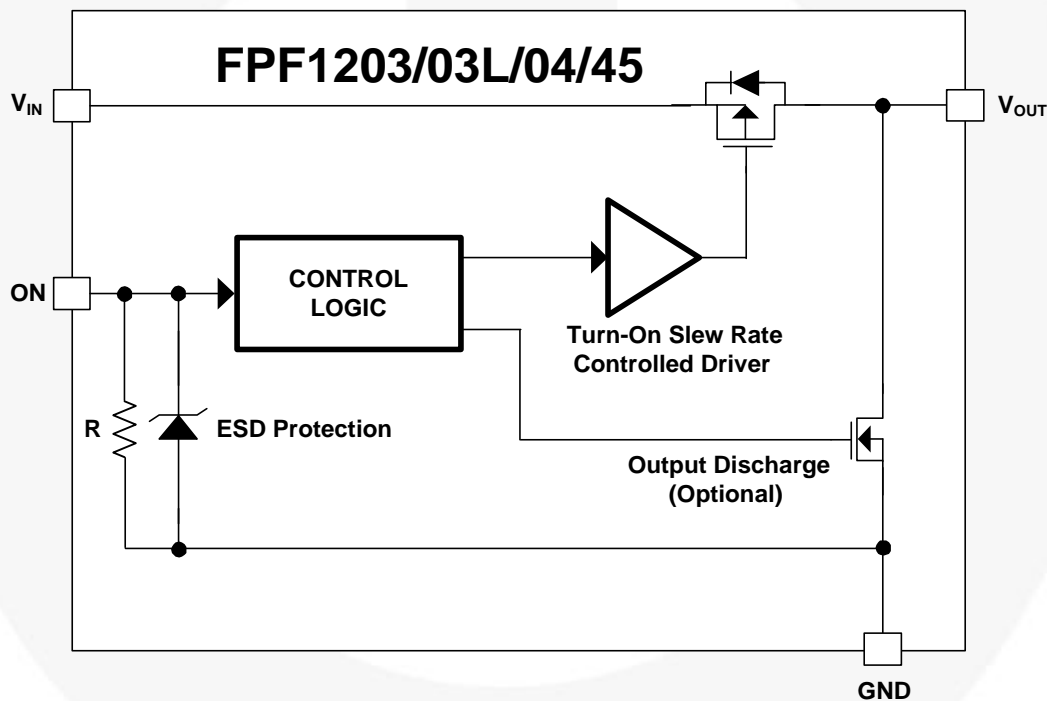 FPF1203/03L/04/45
VIN
VOUT
ON
CONTROL
LOGIC
Turn-On Slew Rate
Controlled Driver
R
ESD Protection
Output Discharge
(Optional)
GND